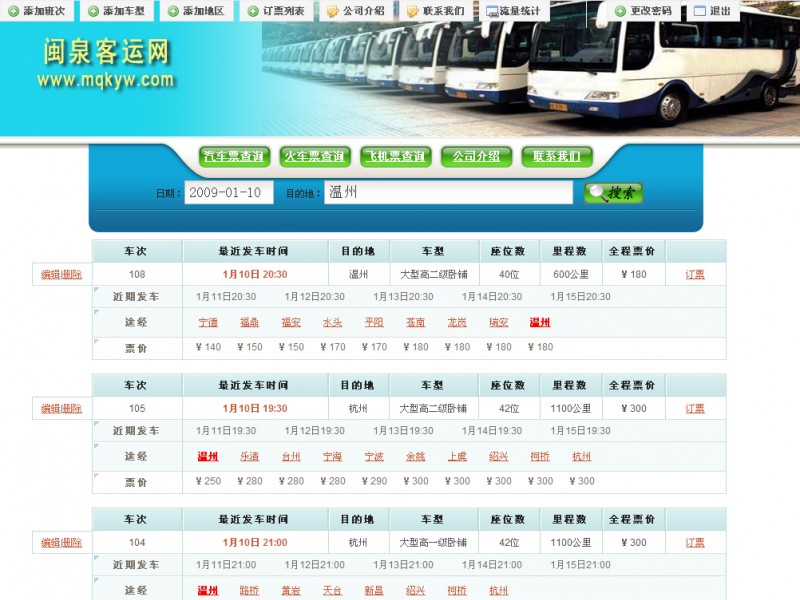 添加班次 添加车型 添加地区 订票列表 公司介绍 联系我们 流量统计 更改密码 退出
闽泉客运网
www.mqkyw.com
汽车票查询 火车票查询 飞机票查询 公司介绍 联系我们
日期： 2009-01-10 目的地： 温州 搜索
车次 最近发车时间 目的地 车型 座位数 里程数 全程票价
编辑|删除 108 1月10日 20:30 温州 大型高二级卧铺 40位 600公里 ¥ 180 订票
近期发车 1月11日20:30 1月12日20:30 1月13日20:30 1月14日20:30 1月15日20:30
途经 宁德 福鼎 福安 水头 平阳 苍南 龙岗 瑞安 温州
票价 ¥ 140 ¥ 150 ¥ 150 ¥ 170 ¥ 170 ¥ 180 ¥ 180 ¥ 180 ¥ 180
车次 最近发车时间 目的地 车型 座位数 里程数 全程票价
编辑|删除 105 1月10日 19:30 杭州 大型高二级卧铺 42位 1100公里 ¥ 300 订票
近期发车 1月11日19:30 1月12日19:30 1月13日19:30 1月14日19:30 1月15日19:30
途经 温州 乐清 台州 宁海 宁波 余姚 上虞 绍兴 柯桥 杭州
票价 ¥ 250 ¥ 280 ¥ 280 ¥ 280 ¥ 290 ¥ 300 ¥ 300 ¥ 300 ¥ 300 ¥ 300
车次 最近发车时间 目的地 车型 座位数 里程数 全程票价
编辑|删除 104 1月10日 21:00 杭州 大型高一级卧铺 42位 1100公里 ¥ 300 订票
近期发车 1月11日21:00 1月12日21:00 1月13日21:00 1月14日21:00 1月15日21:00
途经 温州 路桥 黄岩 天台 新昌 绍兴 柯桥 杭州